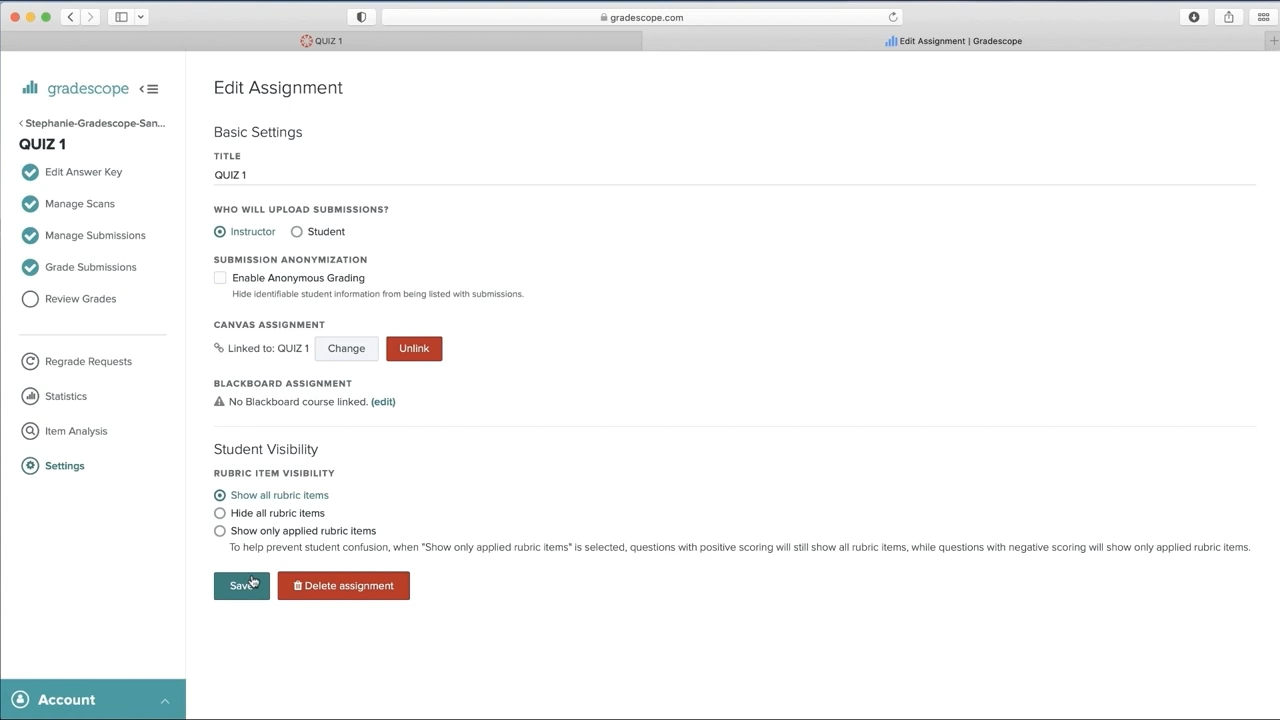 gradescope.com
QUIZ 1
Edit Assignment | Gradescope
gradescope
Stephanie-Gradescope-San...
QUIZ 1
Edit Answer Key
Manage Scans
Manage Submissions
Grade Submissions
Review Grades
Regrade Requests
Statistics
Item Analysis
Settings
Account
Edit Assignment
Basic Settings
TITLE
QUIZ 1
WHO WILL UPLOAD SUBMISSIONS?
Instructor Student
SUBMISSION ANONYMIZATION
Enable Anonymous Grading
Hide identifiable student information from being listed with submissions.
CANVAS ASSIGNMENT
Linked to: QUIZ 1 Change Unlink
BLACKBOARD ASSIGNMENT
No Blackboard course linked. (edit)
Student Visibility
RUBRIC ITEM VISIBILITY
Show all rubric items
Hide all rubric items
Show only applied rubric items
To help prevent student confusion, when "Show only applied rubric items" is selected, questions with positive scoring will still show all rubric items, while questions with negative scoring will show only applied rubric items.
Save Delete assignment